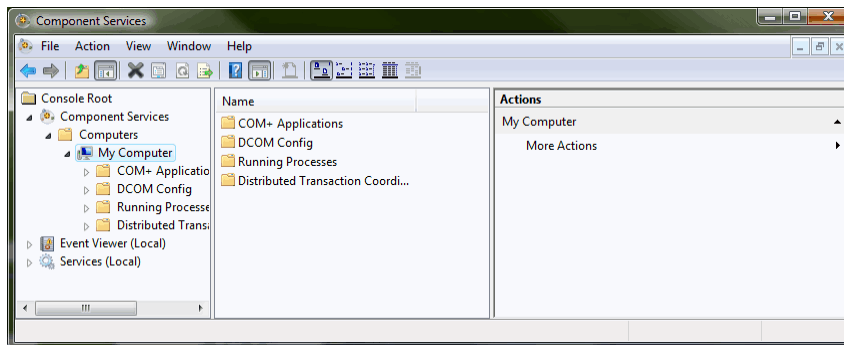 Component Services
File Action View Window Help
Console Root
Component Services
Computers
My Computer
COM+ Applicatio
DCOM Config
Running Processe
Distributed Transa
Event Viewer (Local)
Services (Local)
Name
COM+ Applications
DCOM Config
Running Processes
Distributed Transaction Coordi...
Actions
My Computer
More Actions